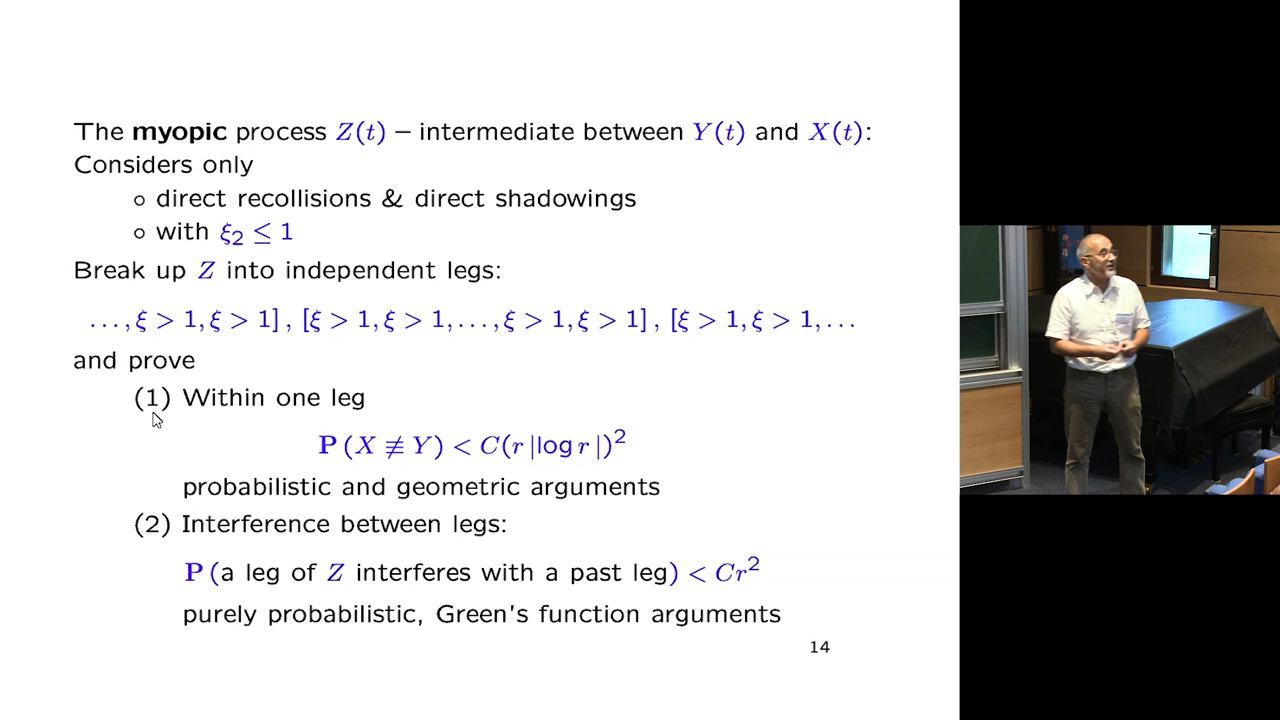 The myopic process Z(t) – intermediate between Y(t) and X(t):
Considers only
∘ direct recollisions & direct shadowings
∘ with ξ₂ ≤ 1
Break up Z into independent legs:
…, ξ > 1, ξ > 1] , [ξ > 1, ξ > 1, …, ξ > 1, ξ > 1] , [ξ > 1, ξ > 1, …
and prove
(1) Within one leg
P (X ≢ Y) < C(r |log r|)²
probabilistic and geometric arguments
(2) Interference between legs:
P (a leg of Z interferes with a past leg) < Cr²
purely probabilistic, Green's function arguments
14